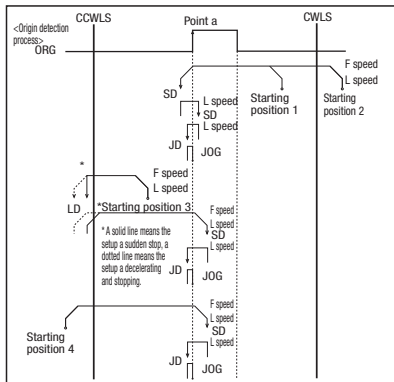 CCWLS
Point a
CWLS
<Origin detection
process>
ORG
F speed
L speed
SD
L speed
SD
L speed
Starting
position 1
Starting
position 2
JD
JOG
*
F speed
L speed
LD
*Starting position 3
F speed
L speed
SD
L speed
* A solid line means the
setup a sudden stop, a
dotted line means the
setup a decelerating
and stopping.
JD
JOG
F speed
L speed
SD
L speed
Starting
position 4
JD
JOG